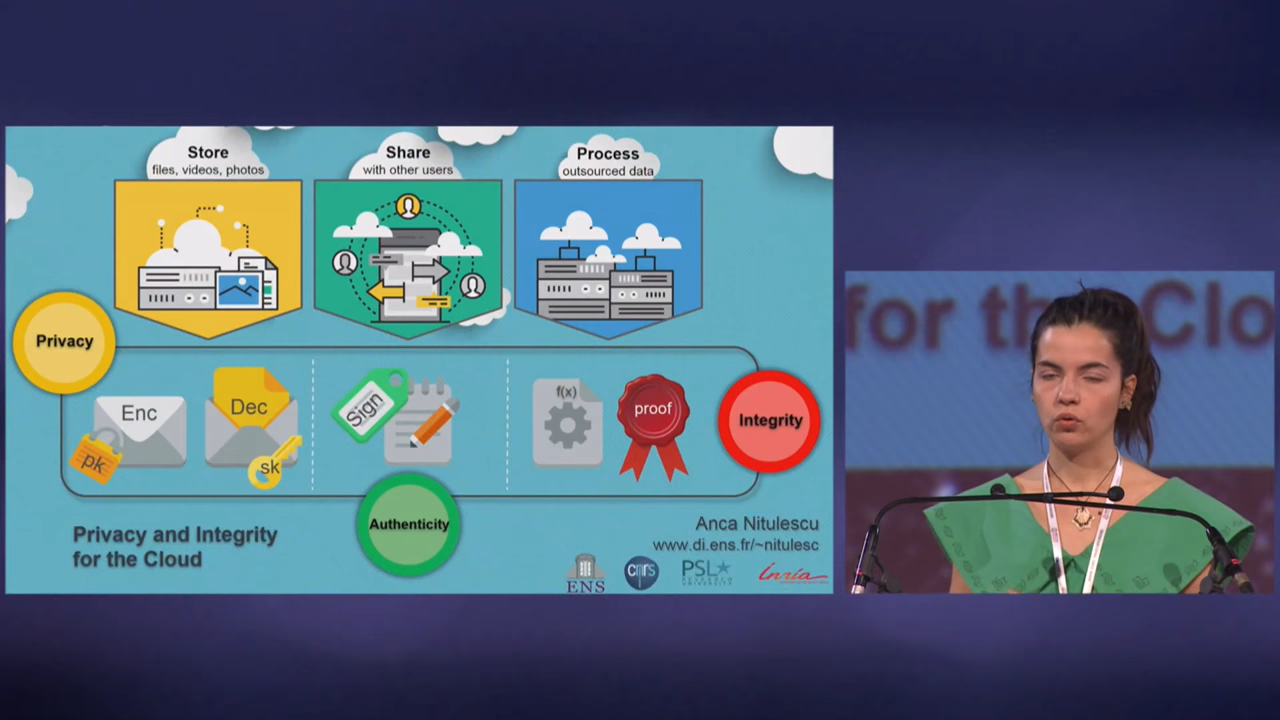 Store
files, videos, photos
Share
with other users
Process
outsourced data
Privacy
Enc
pk
Dec
sk
Sign
f(x)
proof
Integrity
Authenticity
Privacy and Integrity
for the Cloud
Anca Nitulescu
www.di.ens.fr/~nitulesc
ENS
cnrs
PSL
Inria
for th Clo